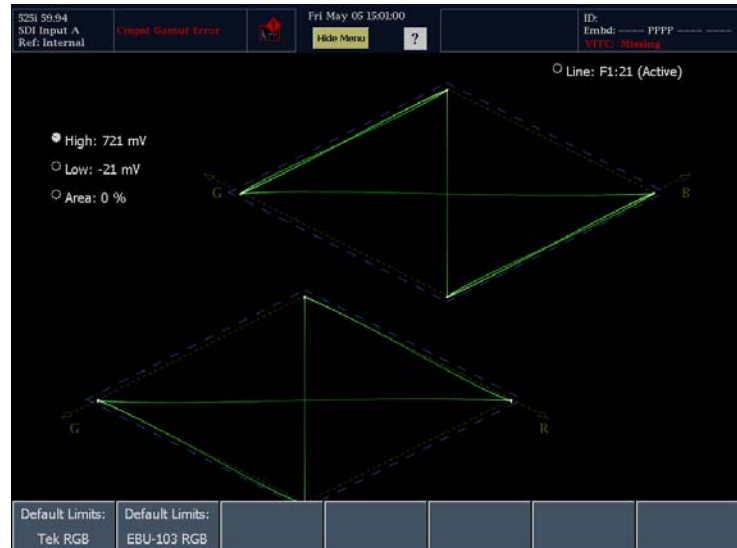 525i 59.94
SDI Input A
Ref: Internal
Cmpst Gamut Error
Fri May 05 15:01:00
Hide Menu
?
ID:
Embd: ---- PPPP ---- ----
VITC: Missing
Line: F1:21 (Active)
High: 721 mV
Low: -21 mV
Area: 0 %
G
B
G
R
Default Limits:
Tek RGB
Default Limits:
EBU-103 RGB